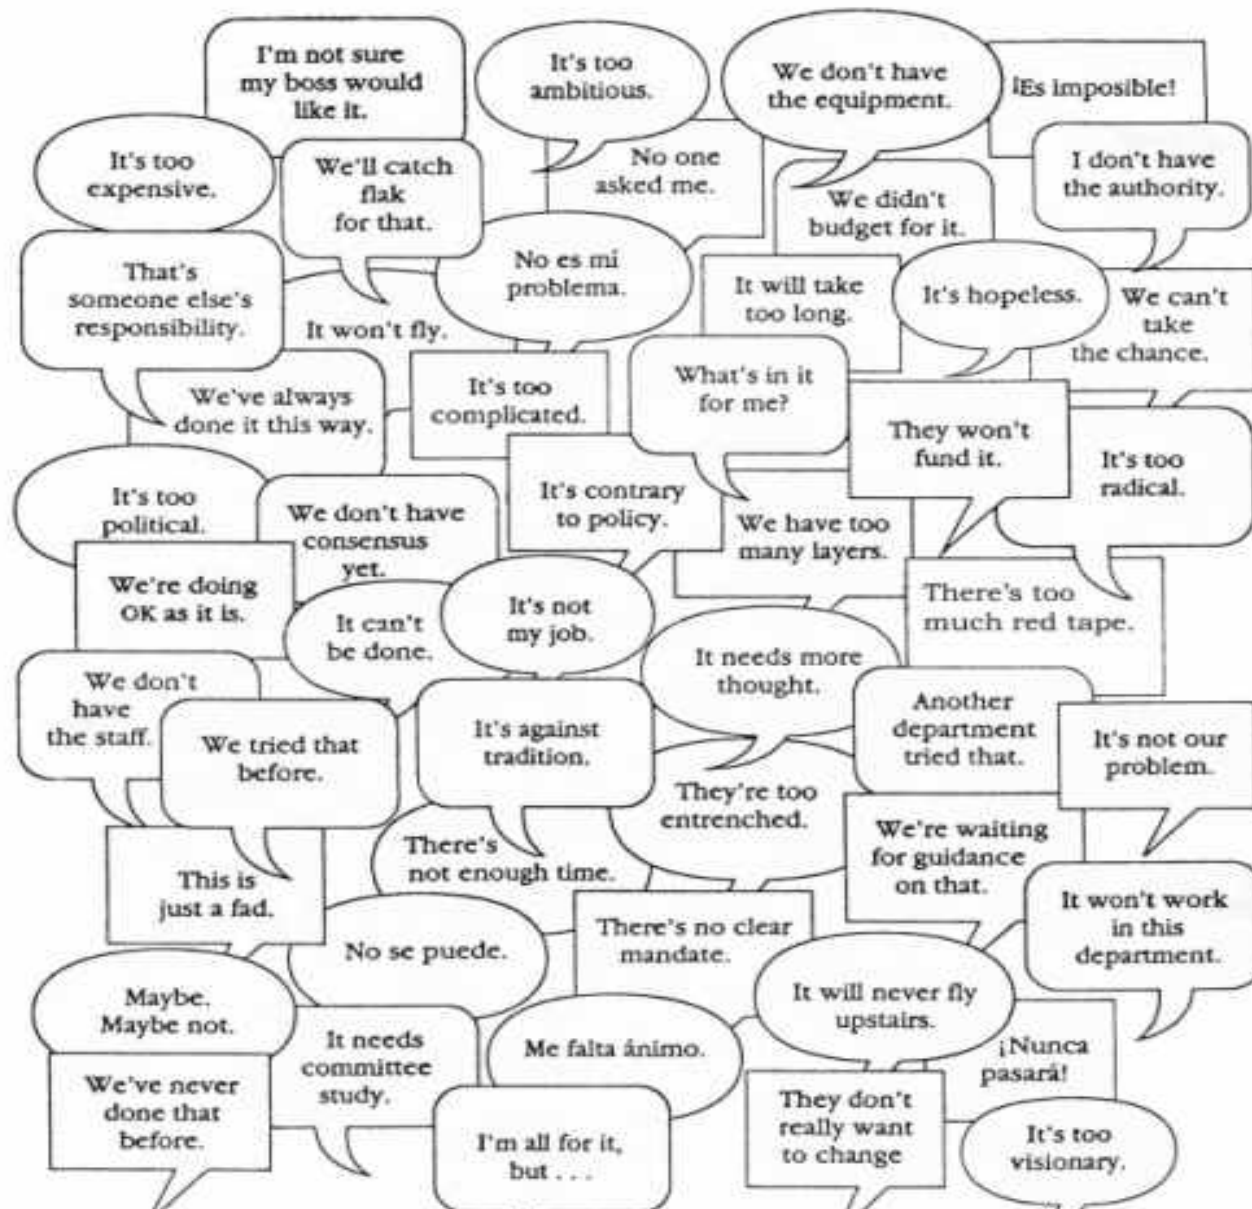 I'm not sure
my boss would
like it.
It's too
ambitious.
We don't have
the equipment.
¡Es imposible!
It's too
expensive.
We'll catch
flak
for that.
No one
asked me.
We didn't
budget for it.
I don't have
the authority.
That's
someone else's
responsibility.
It won't fly.
No es mi
problema.
It will take
too long.
It's hopeless.
We can't
take
the chance.
We've always
done it this way.
It's too
complicated.
What's in it
for me?
They won't
fund it.
It's too
radical.
It's too
political.
We don't have
consensus
yet.
It's contrary
to policy.
We have too
many layers.
We're doing
OK as it is.
It can't
be done.
It's not
my job.
It needs more
thought.
There's too
much red tape.
We don't
have
the staff.
We tried that
before.
It's against
tradition.
Another
department
tried that.
It's not our
problem.
They're too
entrenched.
This is
just a fad.
There's
not enough time.
We're waiting
for guidance
on that.
It won't work
in this
department.
No se puede.
There's no clear
mandate.
Maybe.
Maybe not.
It needs
committee
study.
Me falta ánimo.
It will never fly
upstairs.
¡Nunca
pasará!
We've never
done that
before.
I'm all for it,
but . . .
They don't
really want
to change
It's too
visionary.